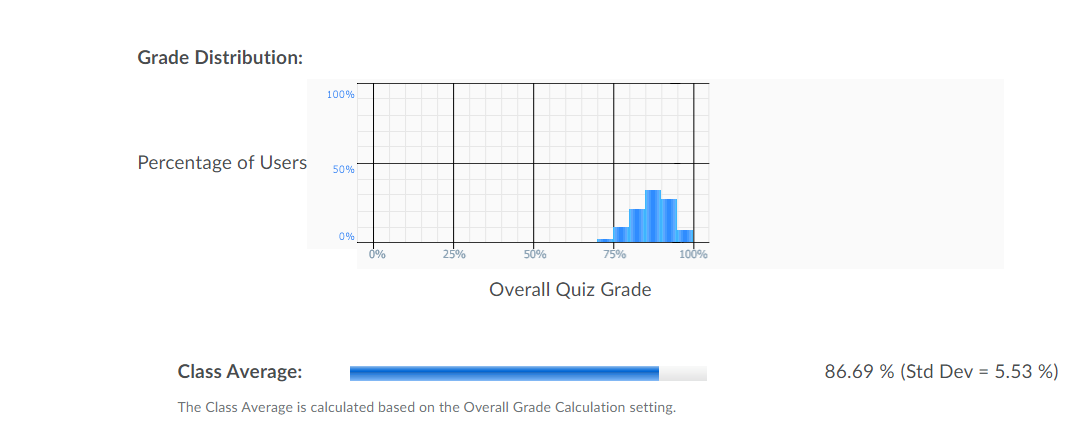 Grade Distribution:
100%
Percentage of Users
50%
0%
0% 25% 50% 75% 100%
Overall Quiz Grade
Class Average: 86.69 % (Std Dev = 5.53 %)
The Class Average is calculated based on the Overall Grade Calculation setting.